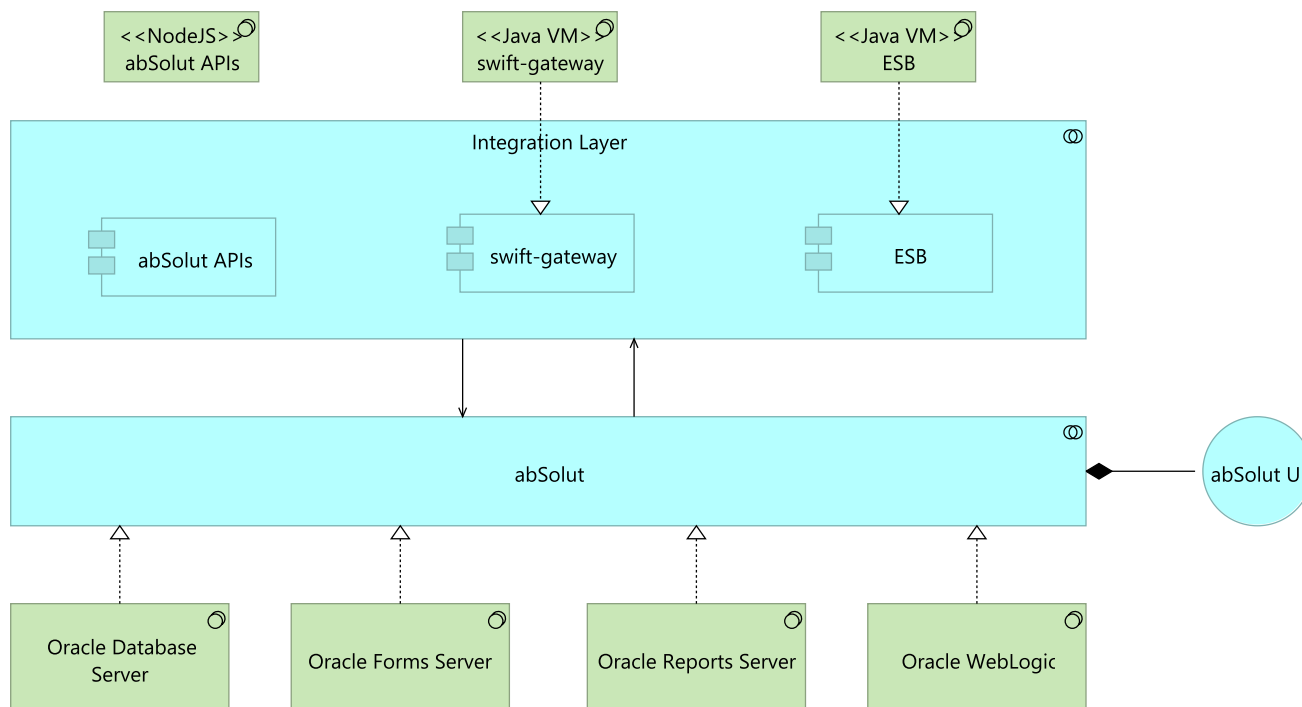 <<NodeJS>>
abSolut APIs
<<Java VM>>
swift-gateway
<<Java VM>>
ESB
Integration Layer
abSolut APIs
swift-gateway
ESB
abSolut
abSolut U
Oracle Database
Server
Oracle Forms Server
Oracle Reports Server
Oracle WebLogic